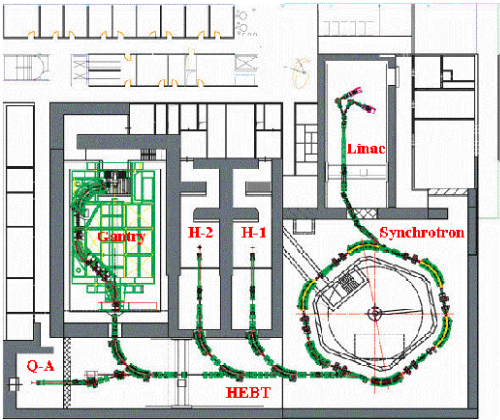 Linac
Gantry
H-2
H-1
Synchrotron
Q-A
HEBT